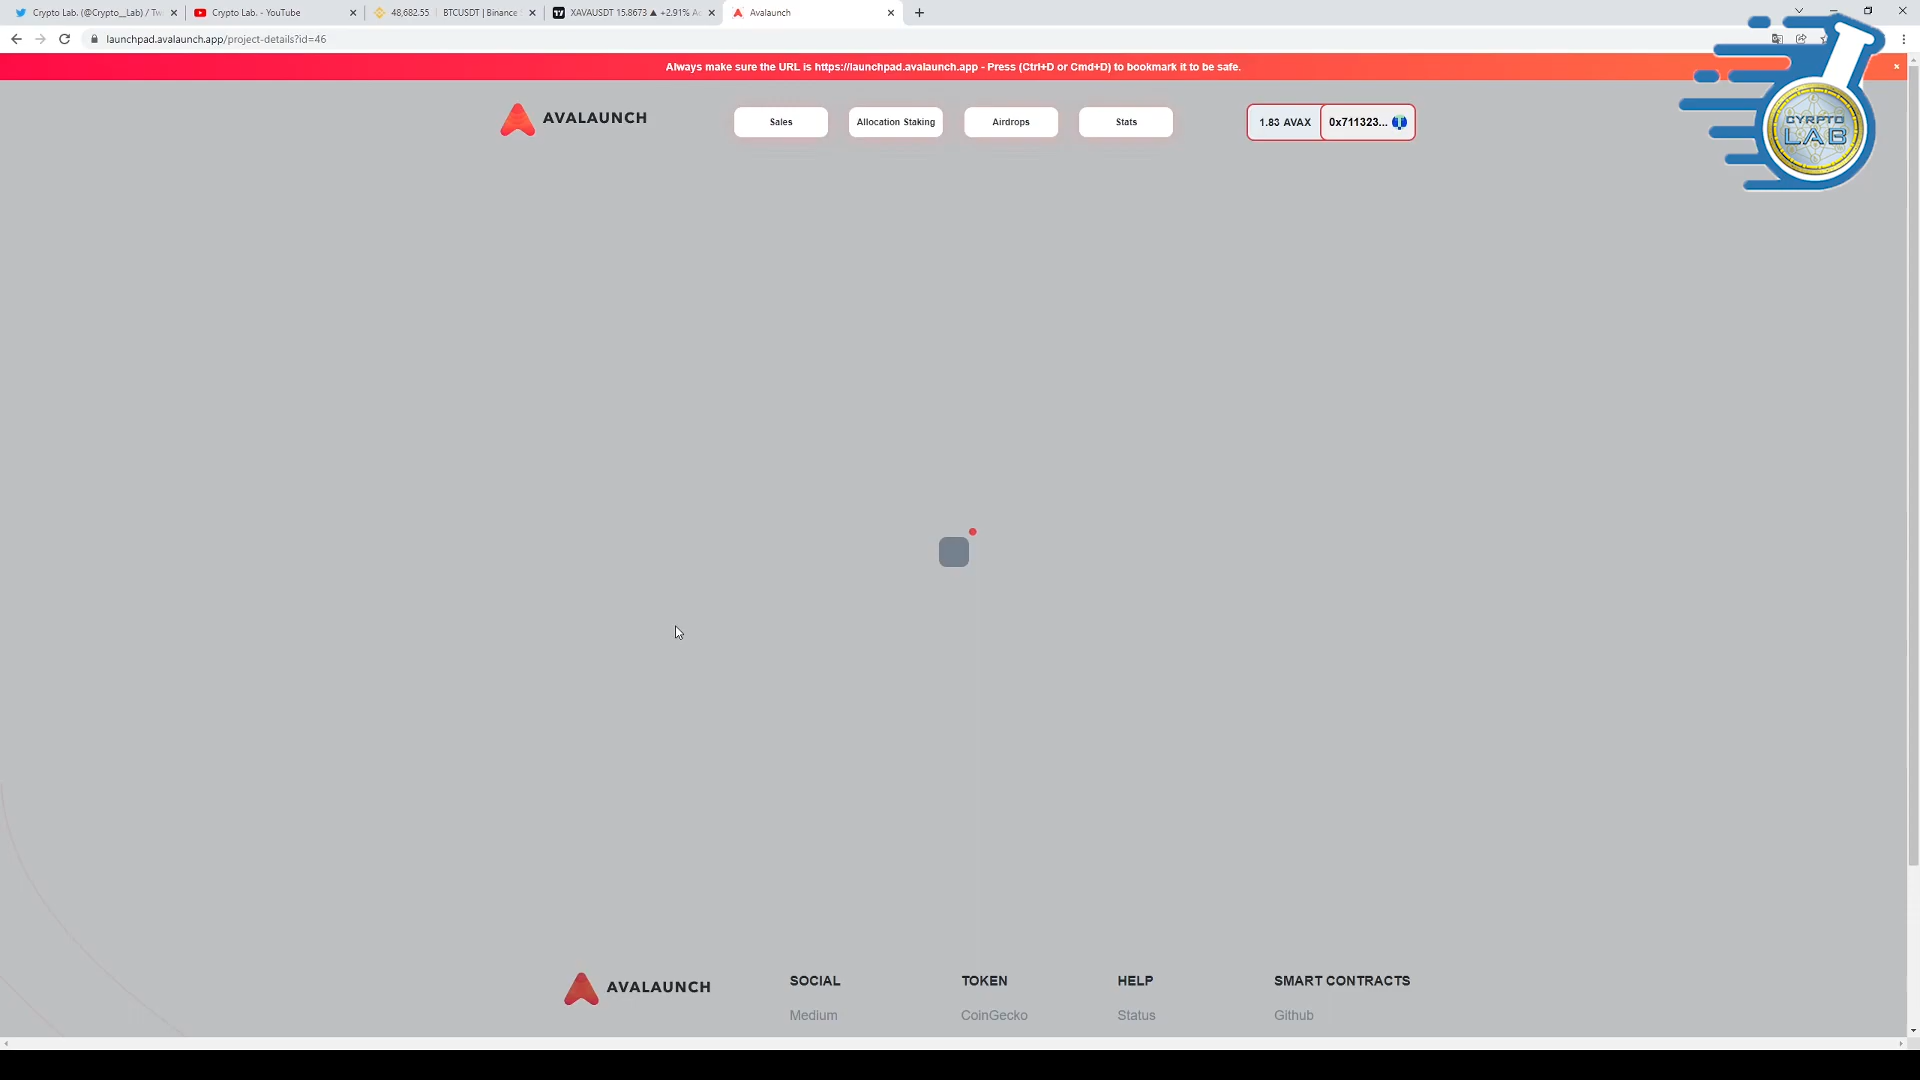 Crypto Lab. (@Crypto__Lab) / Tw
Crypto Lab. - YouTube
48,682.55 | BTCUSDT | Binance
XAVAUSDT 15.8673 ▲ +2.91%
Avalaunch
launchpad.avalaunch.app/project-details?id=46
Always make sure the URL is https://launchpad.avalaunch.app - Press (Ctrl+D or Cmd+D) to bookmark it to be safe.
AVALAUNCH
Sales
Allocation Staking
Airdrops
Stats
1.83 AVAX
0x711323...
CYRPTO
LAB
AVALAUNCH
SOCIAL
TOKEN
HELP
SMART CONTRACTS
Medium
CoinGecko
Status
Github